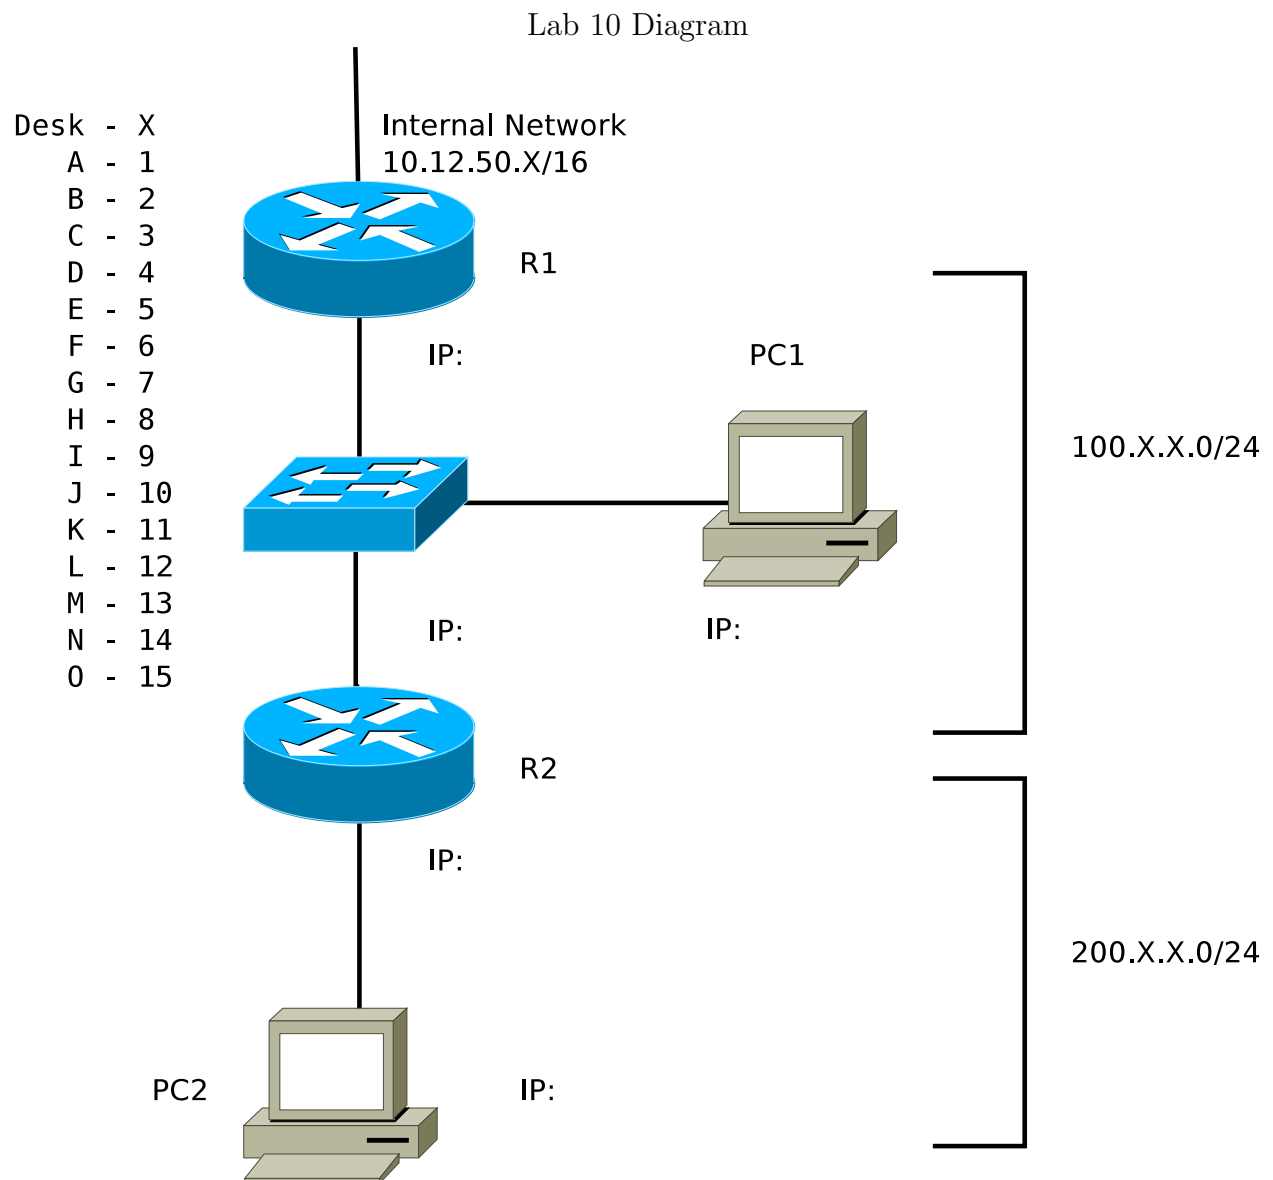 Lab 10 Diagram
Desk - X
A - 1
B - 2
C - 3
D - 4
E - 5
F - 6
G - 7
H - 8
I - 9
J - 10
K - 11
L - 12
M - 13
N - 14
O - 15
Internal Network
10.12.50.X/16
R1
IP:
PC1
100.X.X.0/24
IP:
IP:
R2
IP:
200.X.X.0/24
PC2
IP: